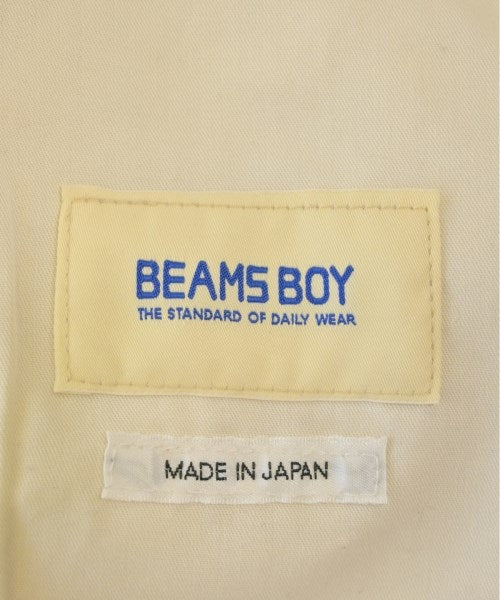 BEAMS BOY
THE STANDARD OF DAILY WEAR
MADE IN JAPAN